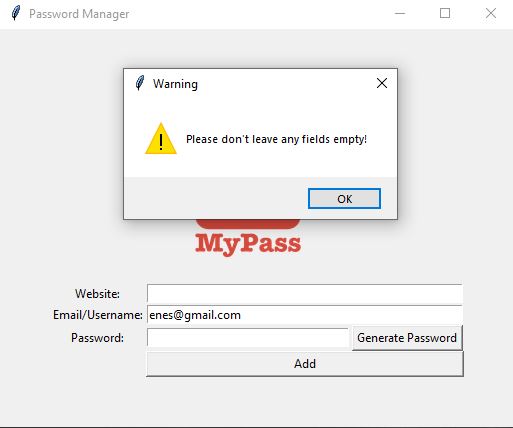 Password Manager
Warning
Please don't leave any fields empty!
OK
MyPass
Website:
Email/Username: enes@gmail.com
Password: Generate Password
Add